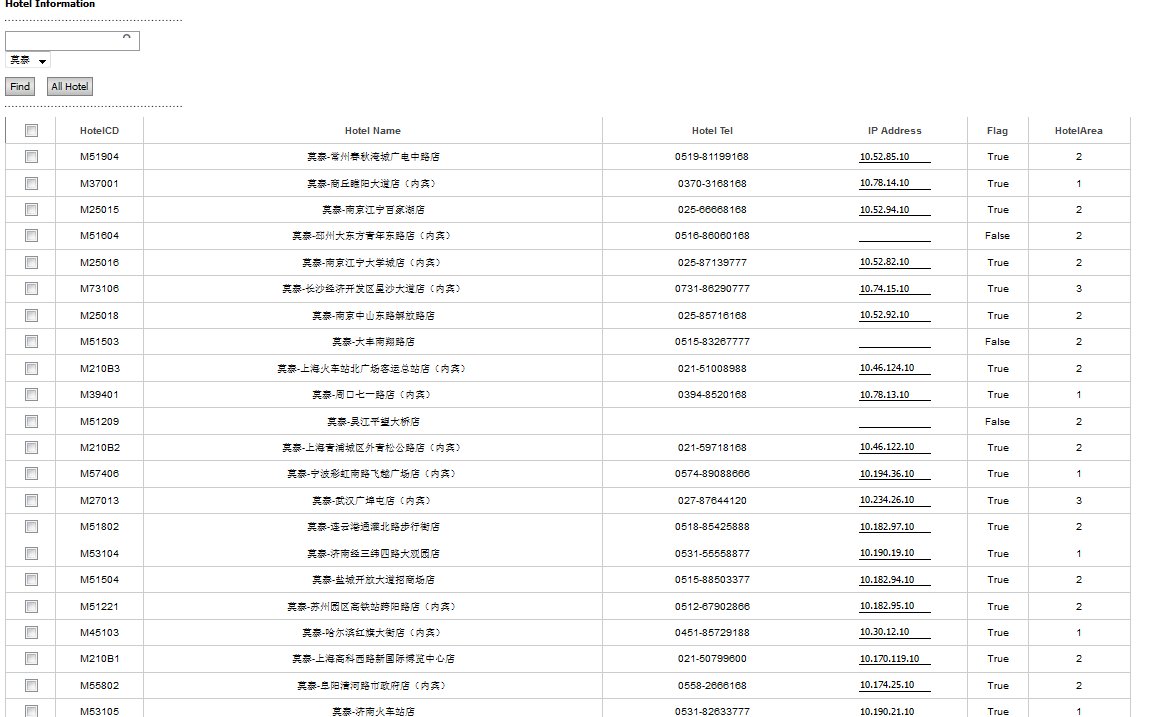 Hotel Information
莫泰
Find All Hotel
HotelCD Hotel Name Hotel Tel IP Address Flag HotelArea
M51904 莫泰-常州春秋淹城广电中路店 0519-81199168 10.52.85.10 True 2
M37001 莫泰-商丘睢阳大道店（内宾） 0370-3168168 10.78.14.10 True 1
M25015 莫泰-南京江宁百家湖店 025-66668168 10.52.94.10 True 2
M51604 莫泰-邳州大东方青年东路店（内宾） 0516-86060168 False 2
M25016 莫泰-南京江宁大学城店（内宾） 025-87139777 10.52.82.10 True 2
M73106 莫泰-长沙经济开发区星沙大道店（内宾） 0731-86290777 10.74.15.10 True 3
M25018 莫泰-南京中山东路解放路店 025-85716168 10.52.92.10 True 2
M51503 莫泰-大丰南翔路店 0515-83267777 False 2
M210B3 莫泰-上海火车站北广场客运总站店（内宾） 021-51008988 10.46.124.10 True 2
M39401 莫泰-周口七一路店（内宾） 0394-8520168 10.78.13.10 True 1
M51209 莫泰-吴江平望大桥店 False 2
M210B2 莫泰-上海青浦城区外青松公路店（内宾） 021-59718168 10.46.122.10 True 2
M57406 莫泰-宁波彩虹南路飞越广场店（内宾） 0574-89088666 10.194.36.10 True 1
M27013 莫泰-武汉广埠屯店（内宾） 027-87644120 10.234.26.10 True 3
M51802 莫泰-连云港通灌北路步行街店 0518-85425888 10.182.97.10 True 2
M53104 莫泰-济南经三纬四路大观园店 0531-55558877 10.190.19.10 True 1
M51504 莫泰-盐城开放大道招商场店 0515-88503377 10.182.94.10 True 2
M51221 莫泰-苏州园区高铁站跨阳路店（内宾） 0512-67902866 10.182.95.10 True 2
M45103 莫泰-哈尔滨红旗大街店（内宾） 0451-85729188 10.30.12.10 True 1
M210B1 莫泰-上海高科西路新国际博览中心店 021-50799600 10.170.119.10 True 2
M55802 莫泰-阜阳清河路市政府店（内宾） 0558-2666168 10.174.25.10 True 2
M53105 莫泰-济南火车站店 0531-82633777 10.190.21.10 True 1